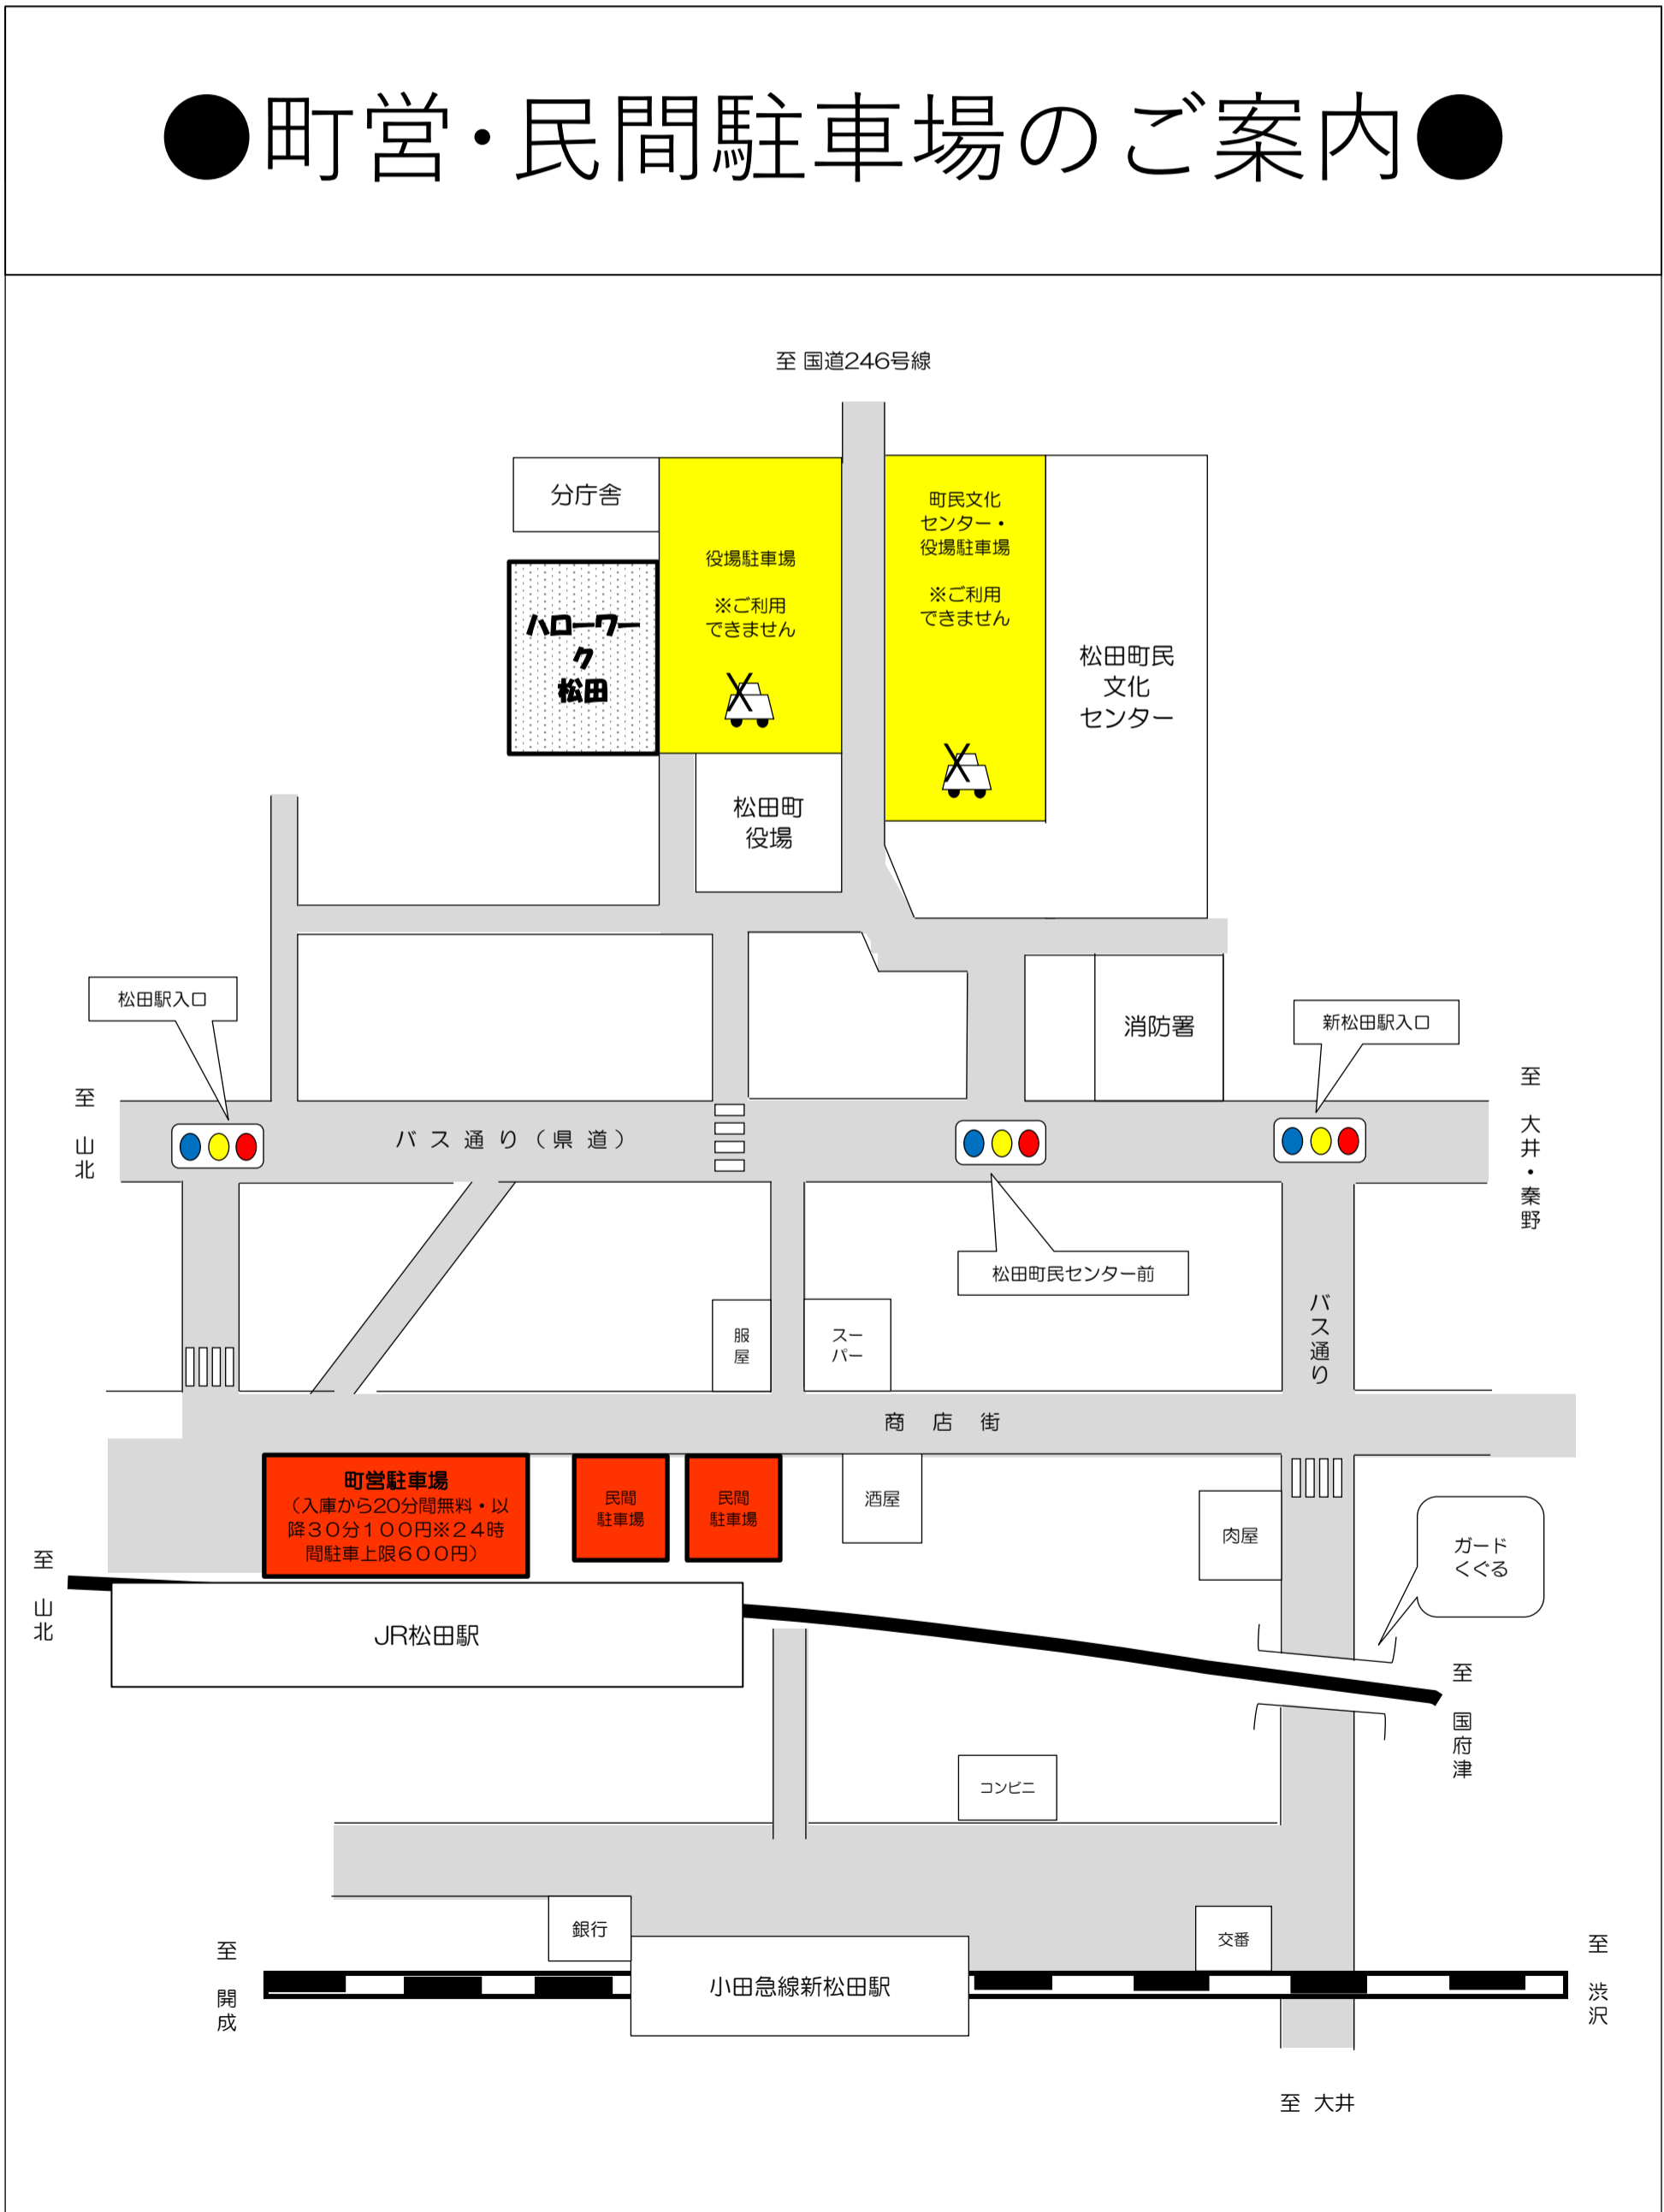 ●町営・民間駐車場のご案内●
至 国道246号線
分庁舎
役場駐車場
※ご利用
できません
町民文化
センター・
役場駐車場
※ご利用
できません
ハローワー
ク
松田
松田町民
文化
センター
松田町
役場
松田駅入口
消防署
新松田駅入口
至 山北
バス通り（県道）
至 大井・秦野
松田町民センター前
服
屋
スー
パー
バス通り
商店街
町営駐車場
（入庫から20分間無料・以
降３０分１００円※２４時
間駐車上限６００円）
民間
駐車場
民間
駐車場
酒屋
肉屋
ガード
くぐる
至 山北
JR松田駅
至 国府津
コンビニ
銀行
交番
至 開成
小田急線新松田駅
至 渋沢
至 大井